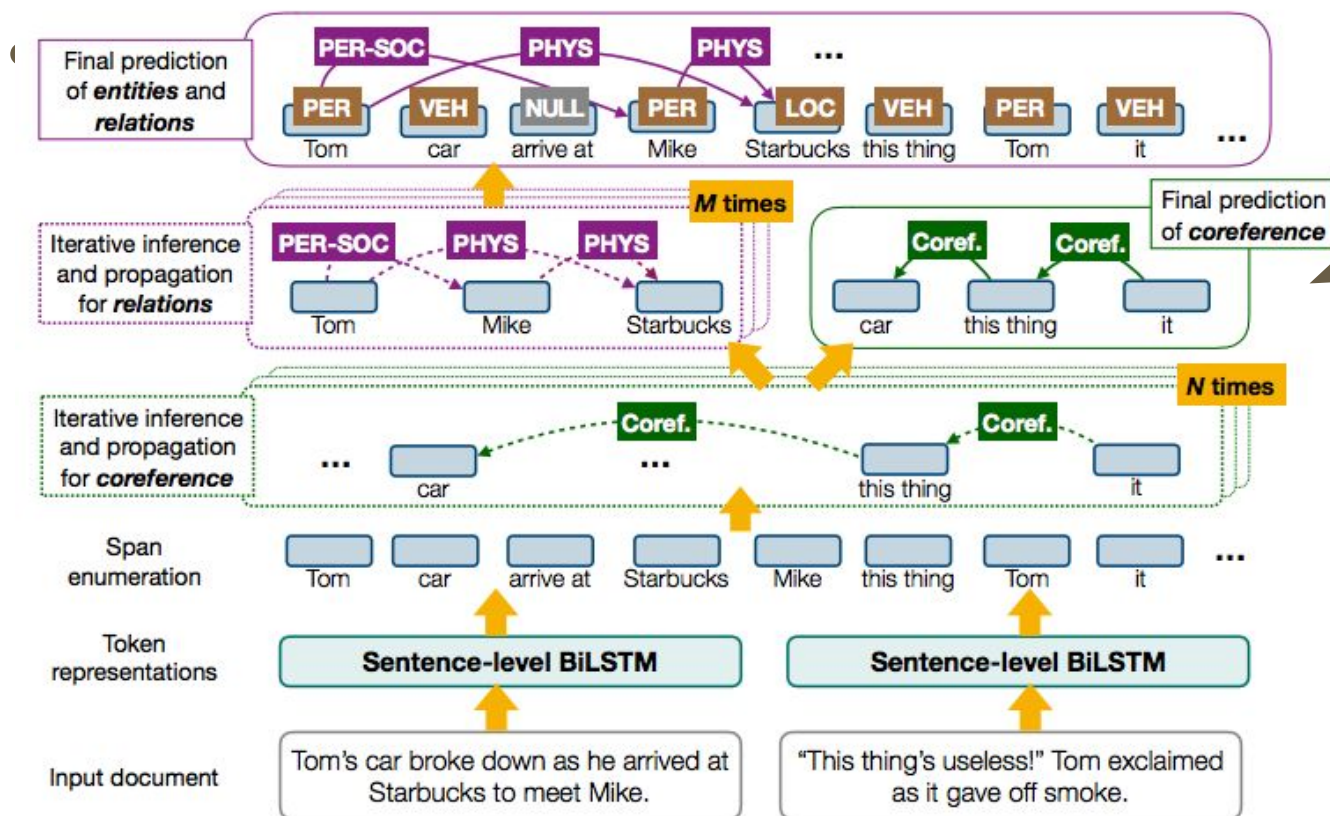 Final prediction
of entities and
relations
PER-SOC PHYS PHYS ...
PER VEH NULL PER LOC VEH PER VEH
Tom car arrive at Mike Starbucks this thing Tom it ...
Iterative inference
and propagation
for relations
M times
PER-SOC PHYS PHYS
Tom Mike Starbucks
Final prediction
of coreference
Coref. Coref.
car this thing it
Iterative inference
and propagation
for coreference
N times
Coref. Coref.
... car ... this thing it
Span
enumeration
Tom car arrive at Starbucks Mike this thing Tom it ...
Token
representations
Sentence-level BiLSTM
Sentence-level BiLSTM
Input document
Tom's car broke down as he arrived at
Starbucks to meet Mike.
“This thing's useless!” Tom exclaimed
as it gave off smoke.